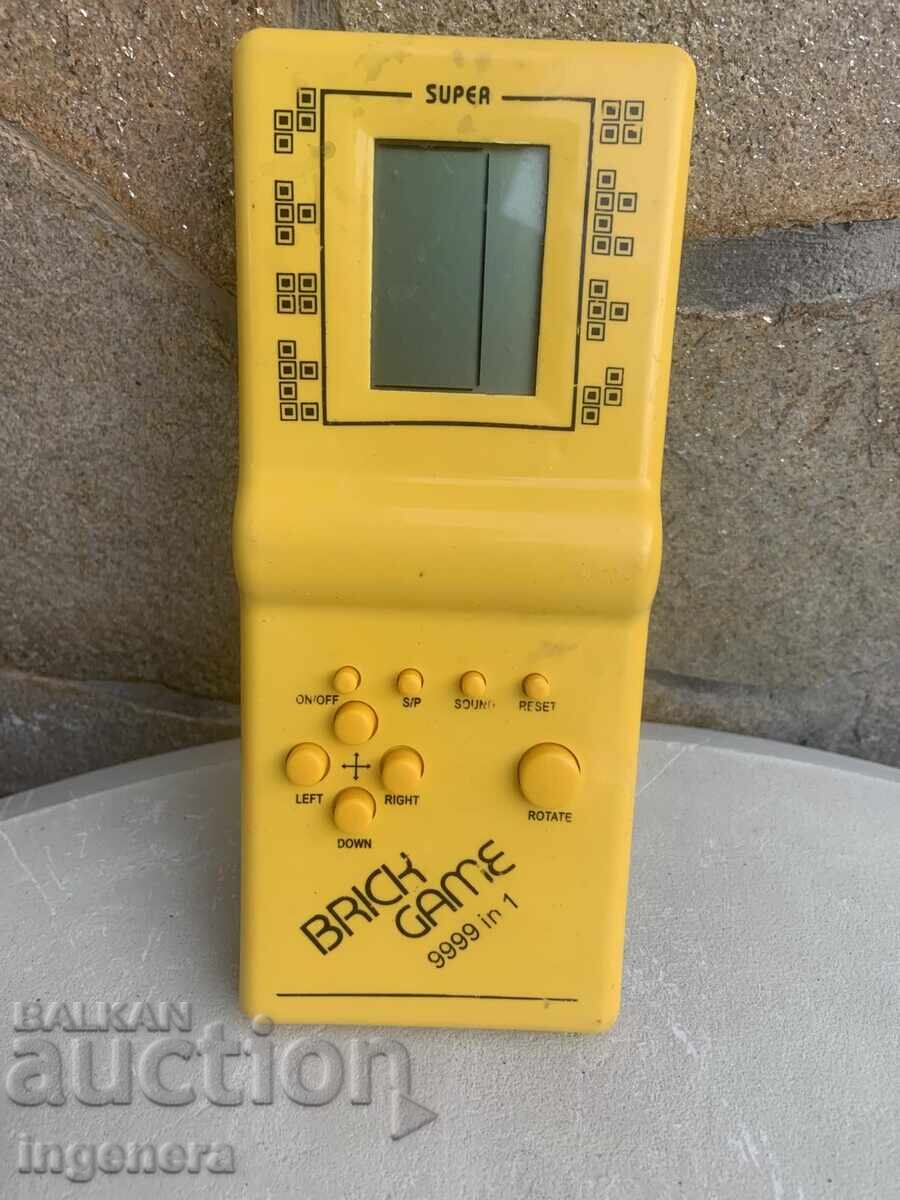 SUPER
ON/OFF
S/P
SOUND
RESET
LEFT
RIGHT
ROTATE
DOWN
BRICK
GAME
9999 in 1
BALKAN
auction
ingenera